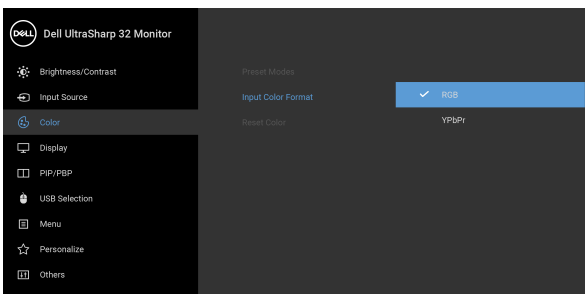 DELL Dell UltraSharp 32 Monitor
Brightness/Contrast
Input Source
Color
Display
PIP/PBP
USB Selection
Menu
Personalize
Others
Preset Modes
Input Color Format
Reset Color
RGB
YPbPr